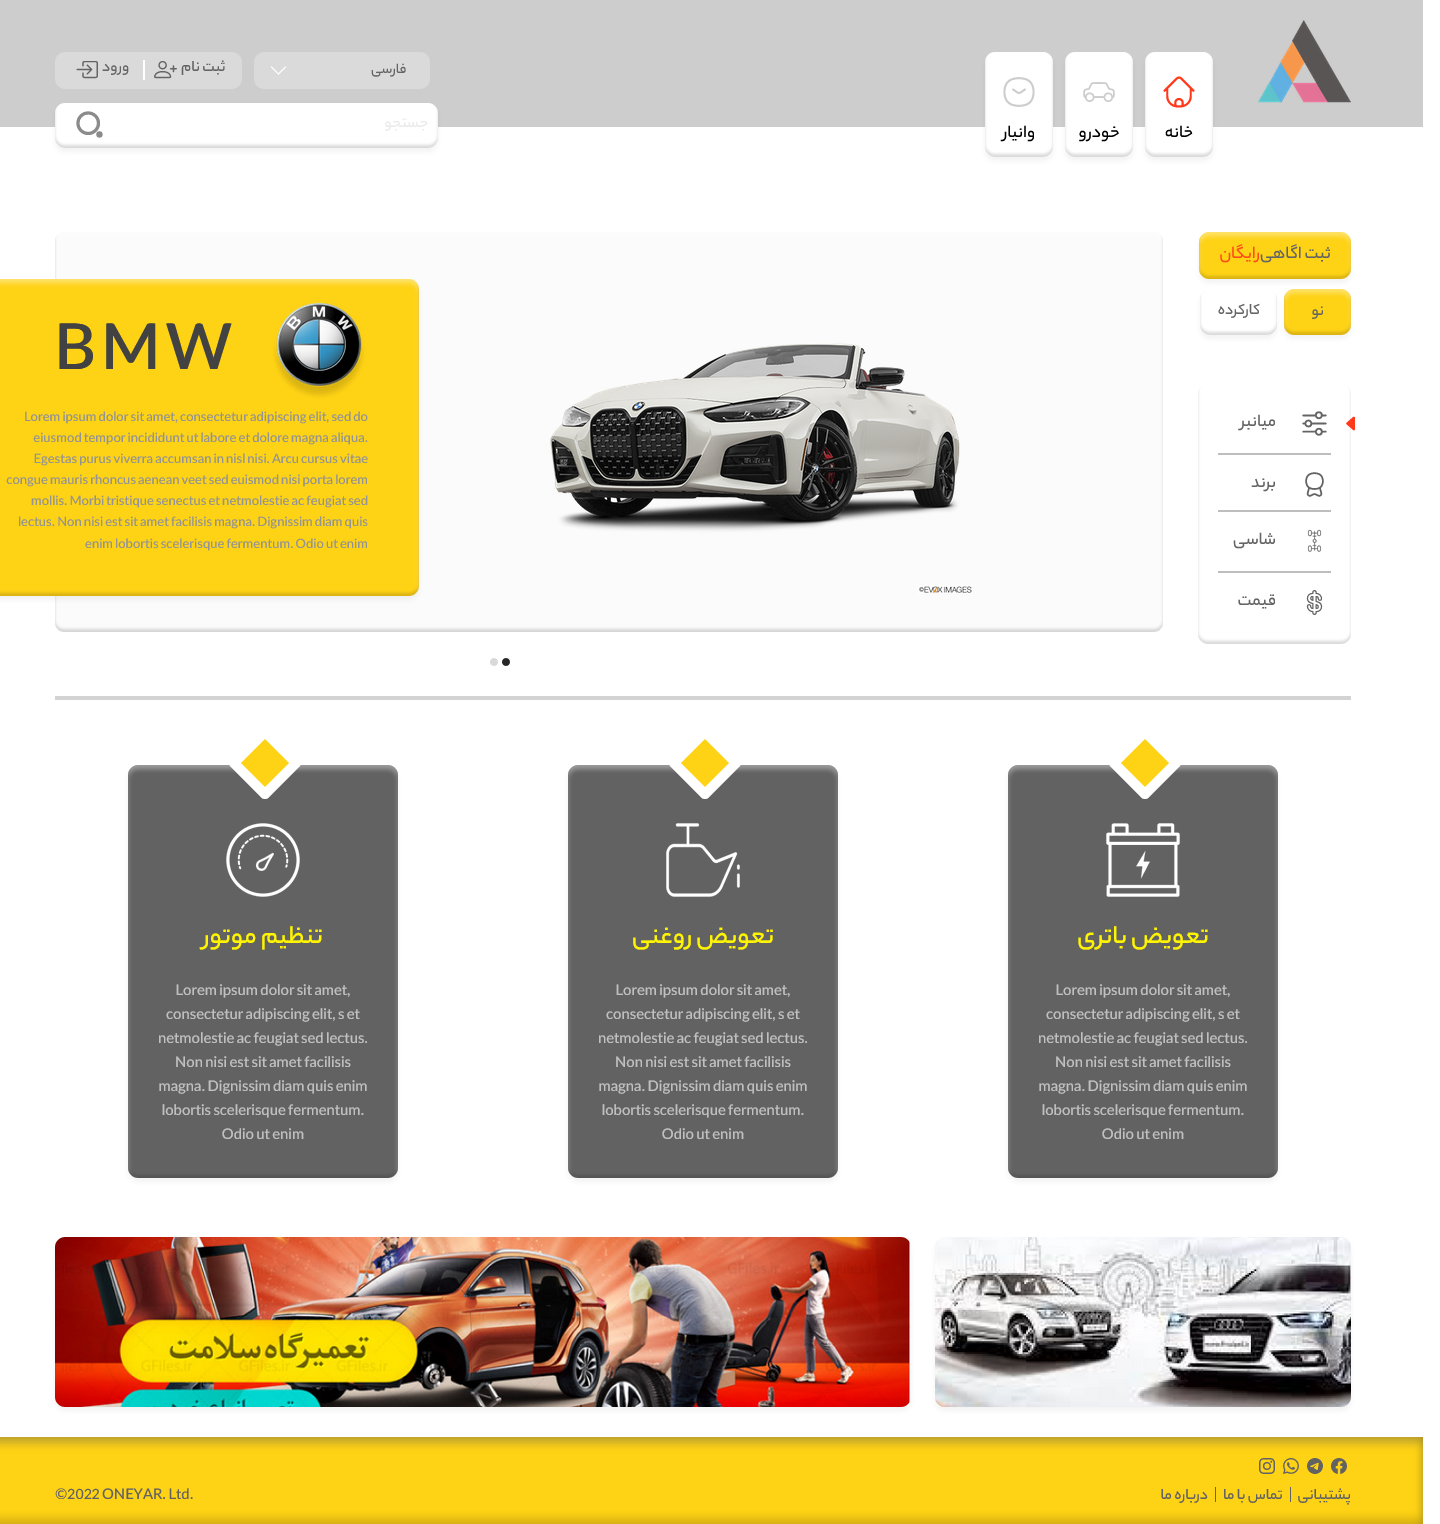 خانه
خودرو
وانیار
فارسی
ثبت نام
ورود
جستجو
ثبت اگاهی رایگان
نو
کارکرده
میانبر
برند
شاسی
قیمت
BMW
BMW
Lorem ipsum dolor sit amet, consectetur adipiscing elit, sed do
eiusmod tempor incididunt ut labore et dolore magna aliqua.
Egestas purus viverra accumsan in nisl nisi. Arcu cursus vitae
congue mauris rhoncus aenean veet sed euismod nisi porta lorem
mollis. Morbi tristique senectus et netmolestie ac feugiat sed
lectus. Non nisi est sit amet facilisis magna. Dignissim diam quis
enim lobortis scelerisque fermentum. Odio ut enim
©EVOX IMAGES
تعویض باتری
Lorem ipsum dolor sit amet,
consectetur adipiscing elit, s et
netmolestie ac feugiat sed lectus.
Non nisi est sit amet facilisis
magna. Dignissim diam quis enim
lobortis scelerisque fermentum.
Odio ut enim
تعویض روغنی
Lorem ipsum dolor sit amet,
consectetur adipiscing elit, s et
netmolestie ac feugiat sed lectus.
Non nisi est sit amet facilisis
magna. Dignissim diam quis enim
lobortis scelerisque fermentum.
Odio ut enim
تنظیم موتور
Lorem ipsum dolor sit amet,
consectetur adipiscing elit, s et
netmolestie ac feugiat sed lectus.
Non nisi est sit amet facilisis
magna. Dignissim diam quis enim
lobortis scelerisque fermentum.
Odio ut enim
تعمیرگاه سلامت
GFiles.ir GFiles.ir GFiles.ir
پشتیبانی | تماس با ما | درباره ما
©2022 ONEYAR. Ltd.